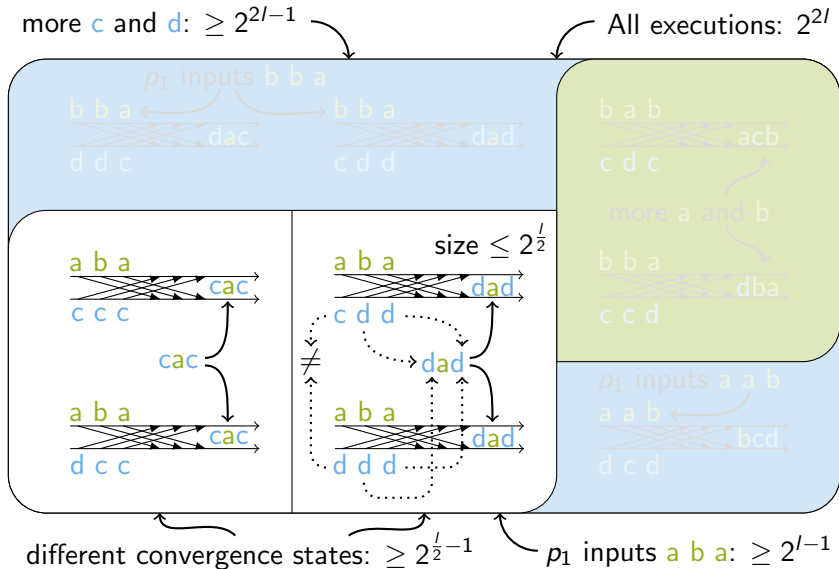 more c and d: ≥ 2^{2l−1}
All executions: 2^{2l}
p₁ inputs b b a
b b a
dac
d d c
b b a
dad
c d d
b a b
acb
c d c
more a and b
b b a
dba
c c d
size ≤ 2^{l/2}
a b a
cac
c c c
cac
a b a
cac
d c c
a b a
dad
c d d
≠
dad
a b a
dad
d d d
p₁ inputs a a b
a a b
bcd
d c d
different convergence states: ≥ 2^{l/2−1}
p₁ inputs a b a: ≥ 2^{l−1}